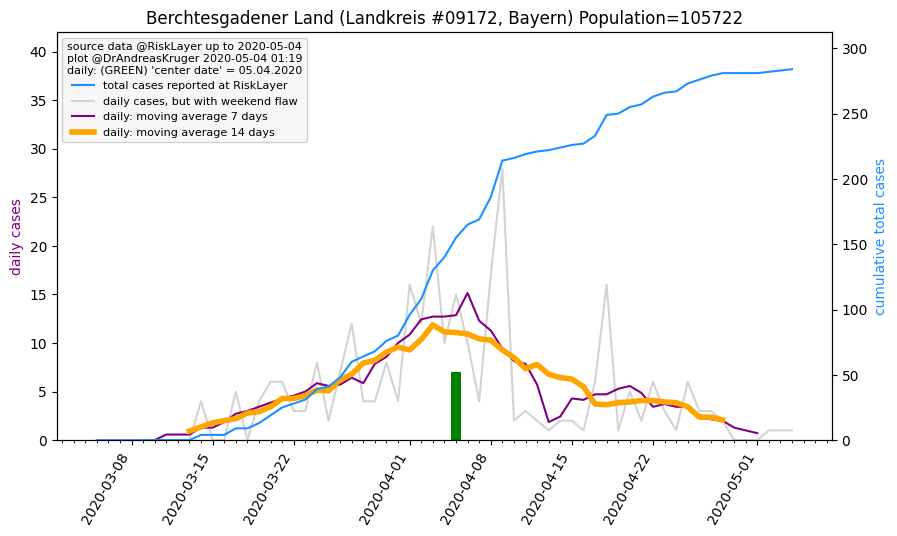 Berchtesgadener Land (Landkreis #09172, Bayern) Population=105722
source data @RiskLayer up to 2020-05-04
plot @DrAndreasKruger 2020-05-04 01:19
daily: (GREEN) 'center date' = 05.04.2020
total cases reported at RiskLayer
daily cases, but with weekend flaw
daily: moving average 7 days
daily: moving average 14 days
daily cases
40
35
30
25
20
15
10
5
0
300
250
200
150
100
50
0
cumulative total cases
2020-03-08
2020-03-15
2020-03-22
2020-04-01
2020-04-08
2020-04-15
2020-04-22
2020-05-01